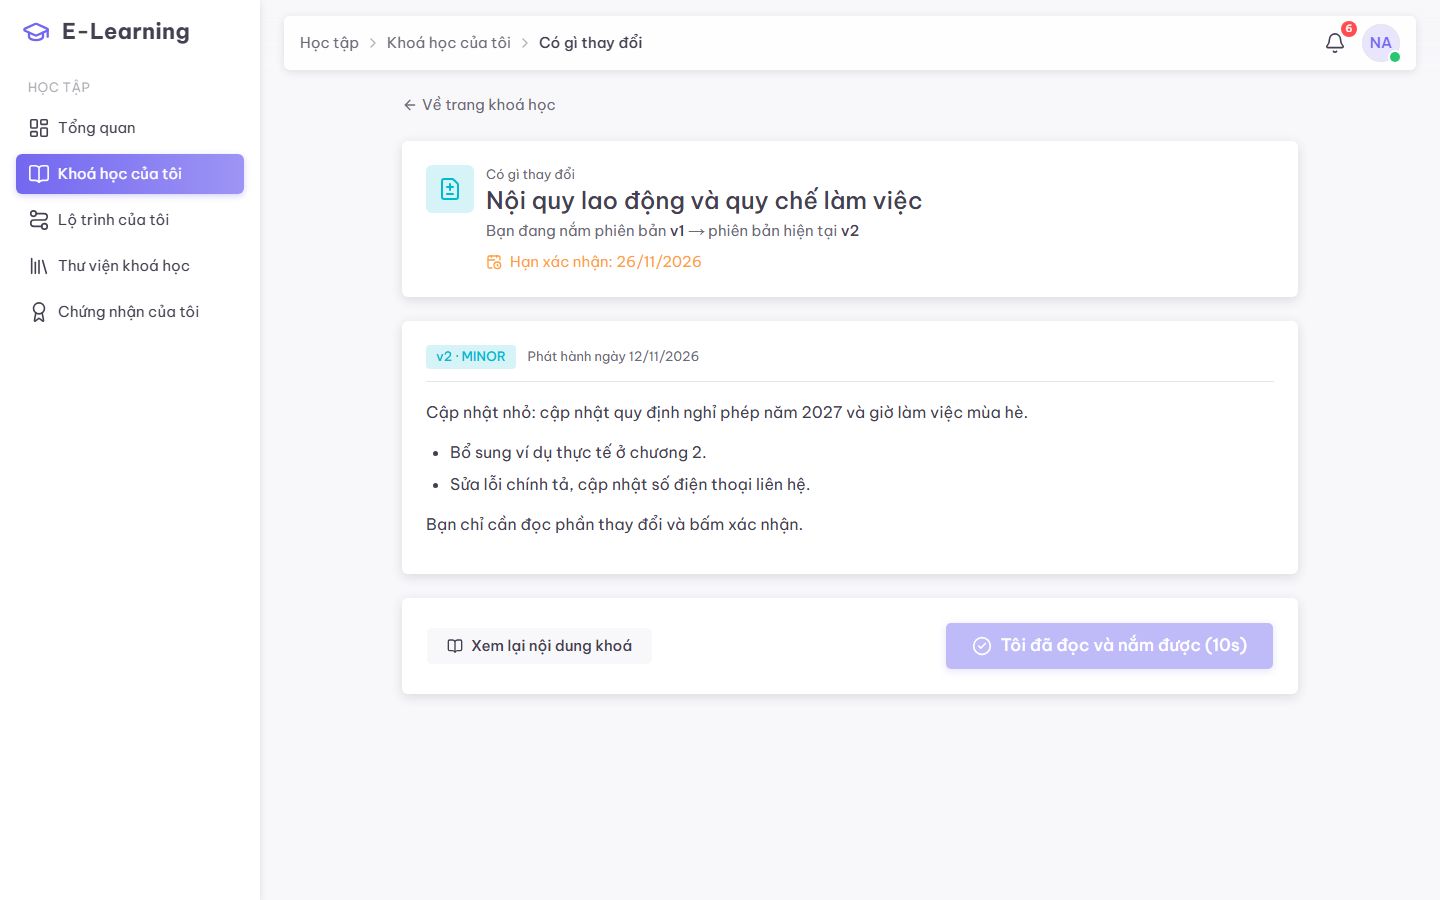 E-Learning
HỌC TẬP
Tổng quan
Khoá học của tôi
Lộ trình của tôi
Thư viện khoá học
Chứng nhận của tôi
Học tập > Khoá học của tôi > Có gì thay đổi
6
NA
← Về trang khoá học
Có gì thay đổi
Nội quy lao động và quy chế làm việc
Bạn đang nắm phiên bản v1 → phiên bản hiện tại v2
Hạn xác nhận: 26/11/2026
v2 · MINOR Phát hành ngày 12/11/2026
Cập nhật nhỏ: cập nhật quy định nghỉ phép năm 2027 và giờ làm việc mùa hè.
• Bổ sung ví dụ thực tế ở chương 2.
• Sửa lỗi chính tả, cập nhật số điện thoại liên hệ.
Bạn chỉ cần đọc phần thay đổi và bấm xác nhận.
Xem lại nội dung khoá
Tôi đã đọc và nắm được (10s)